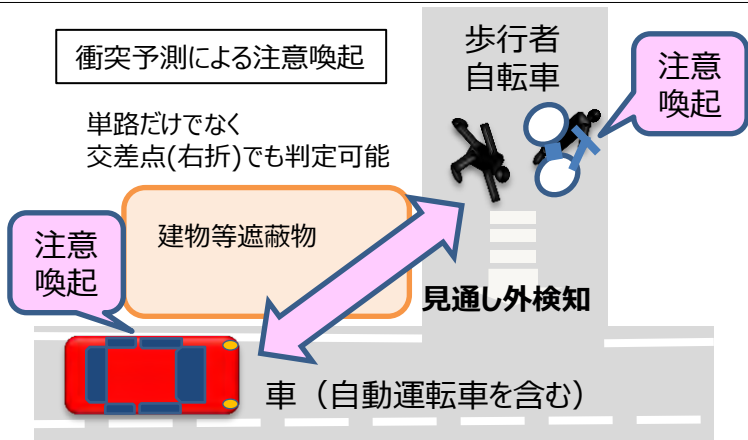 衝突予測による注意喚起
歩行者
自転車
注意
喚起
単路だけでなく
交差点(右折)でも判定可能
建物等遮蔽物
注意
喚起
見通し外検知
車（自動運転車を含む）